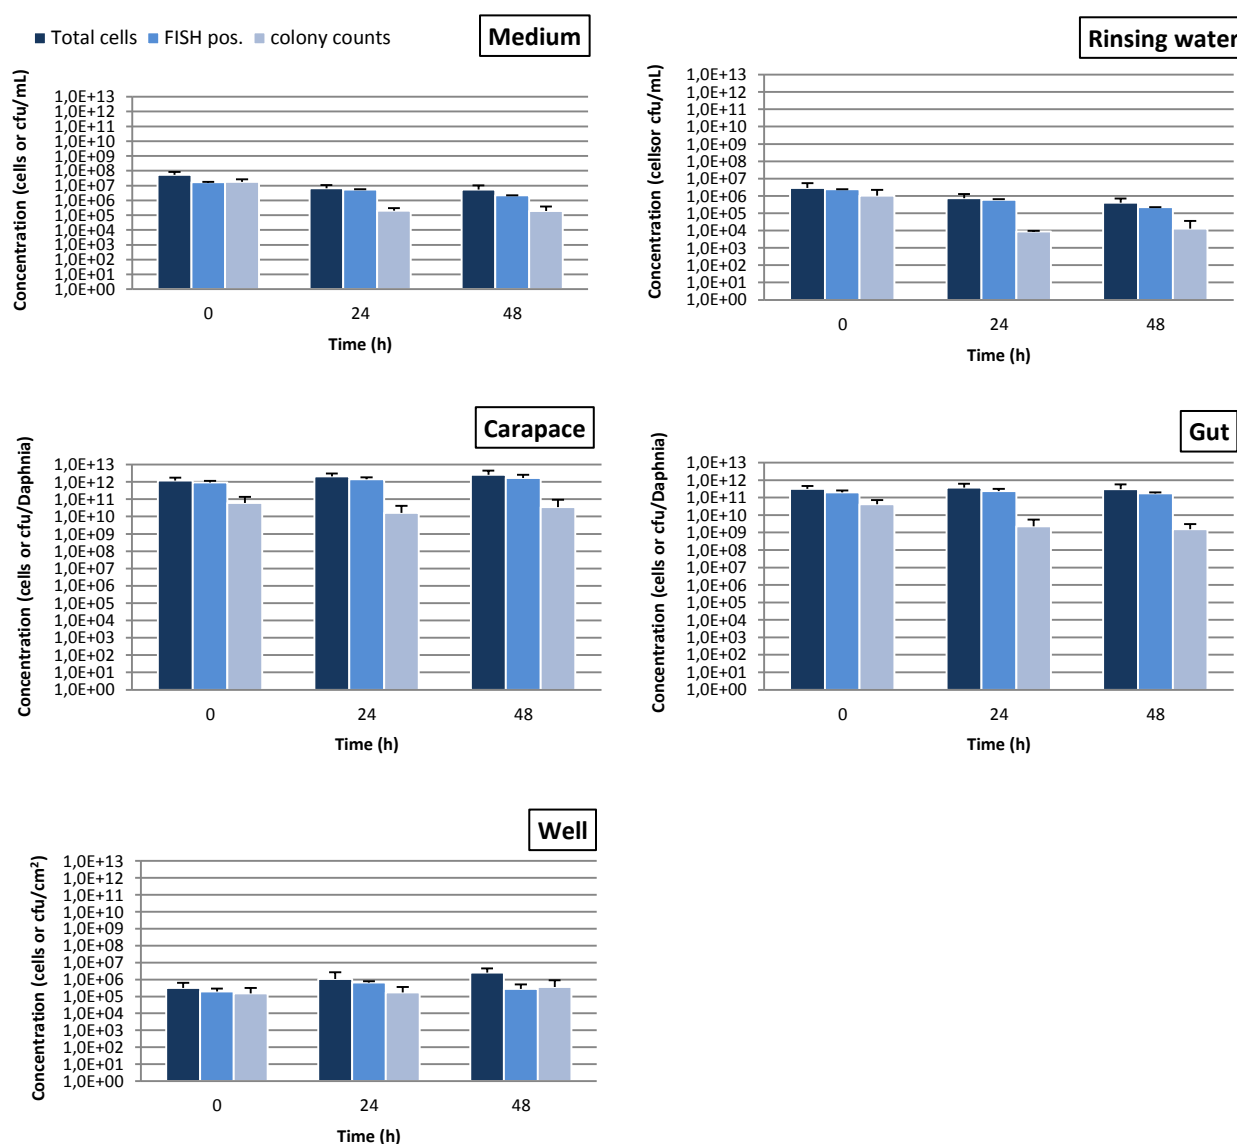 Total cells FISH pos. colony counts
Medium
Concentration (cells or cfu/mL)
1,0E+13
1,0E+12
1,0E+11
1,0E+10
1,0E+09
1,0E+08
1,0E+07
1,0E+06
1,0E+05
1,0E+04
1,0E+03
1,0E+02
1,0E+01
1,0E+00
0 24 48
Time (h)
Rinsing water
Concentration (cellsor cfu/mL)
1,0E+13
1,0E+12
1,0E+11
1,0E+10
1,0E+09
1,0E+08
1,0E+07
1,0E+06
1,0E+05
1,0E+04
1,0E+03
1,0E+02
1,0E+01
1,0E+00
0 24 48
Time (h)
Carapace
Concentration (cells or cfu/Daphnia)
1,0E+13
1,0E+12
1,0E+11
1,0E+10
1,0E+09
1,0E+08
1,0E+07
1,0E+06
1,0E+05
1,0E+04
1,0E+03
1,0E+02
1,0E+01
1,0E+00
0 24 48
Time (h)
Gut
Concentration (cells or cfu/Daphnia)
1,0E+13
1,0E+12
1,0E+11
1,0E+10
1,0E+09
1,0E+08
1,0E+07
1,0E+06
1,0E+05
1,0E+04
1,0E+03
1,0E+02
1,0E+01
1,0E+00
0 24 48
Time (h)
Well
Concentration (cells or cfu/cm²)
1,0E+13
1,0E+12
1,0E+11
1,0E+10
1,0E+09
1,0E+08
1,0E+07
1,0E+06
1,0E+05
1,0E+04
1,0E+03
1,0E+02
1,0E+01
1,0E+00
0 24 48
Time (h)